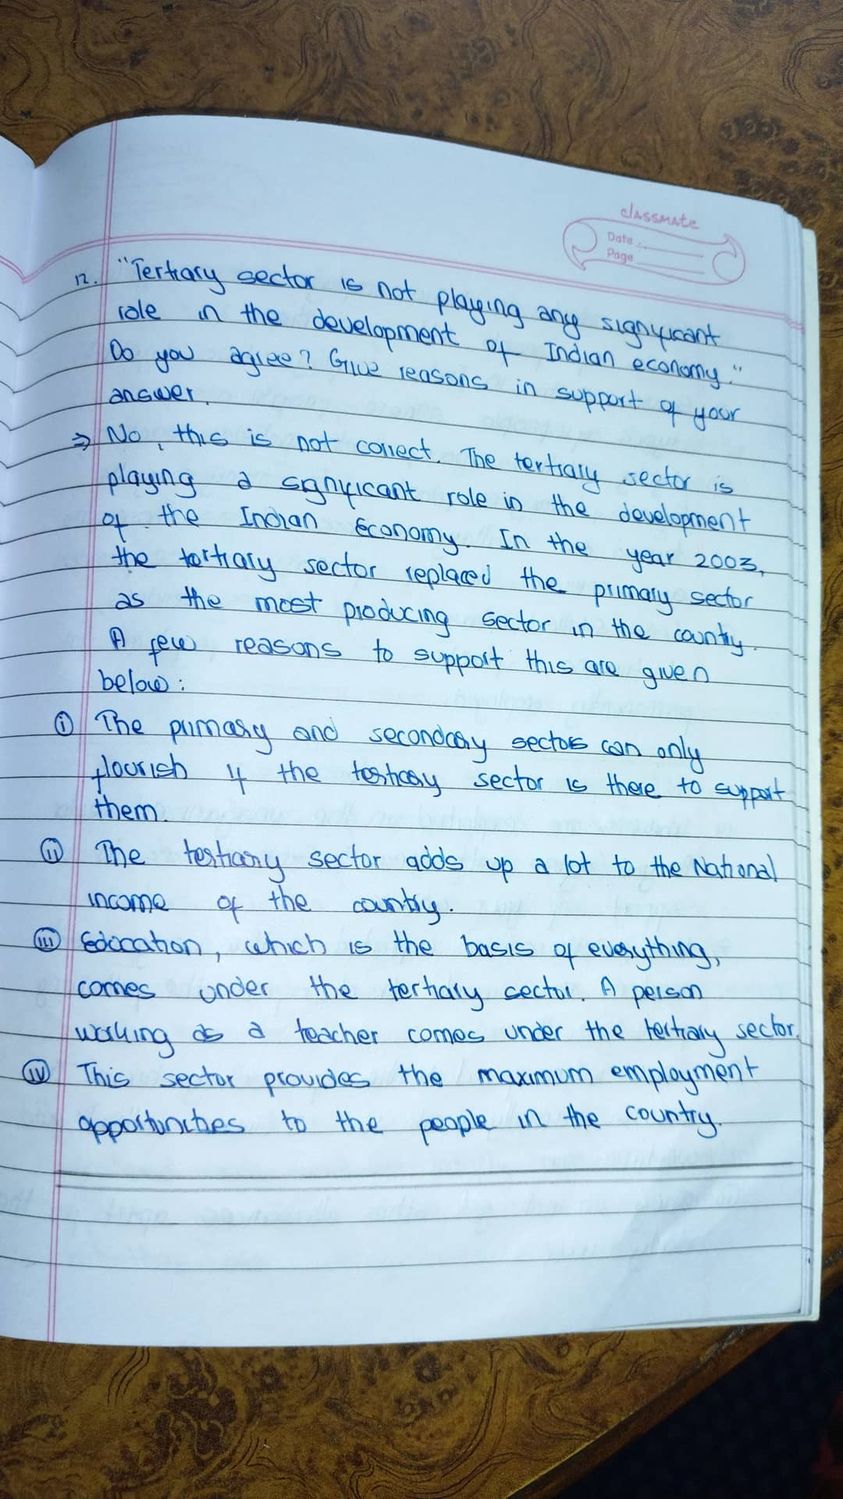 classmate
Date
Page
12. "Tertiary sector is not playing any significant
role in the development of Indian economy."
Do you agree? Give reasons in support of your
answer.
⇒ No, this is not correct. The tertiary sector is
playing a significant role in the development
of the Indian Economy. In the year 2003,
the tertiary sector replaced the primary sector
as the most producing sector in the country.
A few reasons to support this are given
below:
(i) The primary and secondary sectors can only
flourish if the tertiary sector is there to support
them.
(ii) The tertiary sector adds up a lot to the National
income of the country.
(iii) Education, which is the basis of everything,
comes under the tertiary sector. A person
working as a teacher comes under the tertiary sector.
(iv) This sector provides the maximum employment
opportunities to the people in the country.